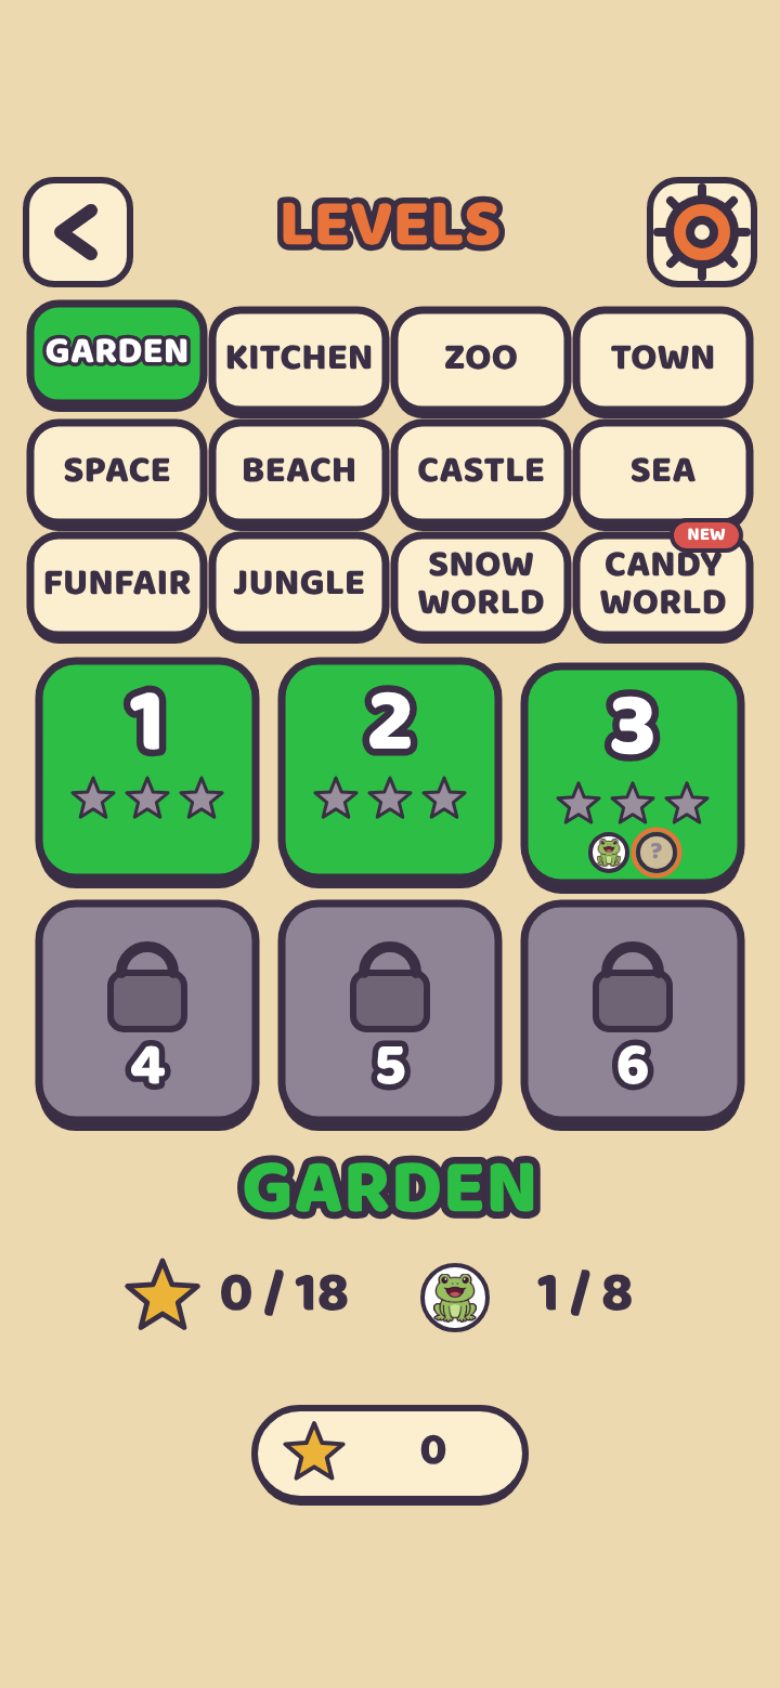 LEVELS
GARDEN
KITCHEN
ZOO
TOWN
SPACE
BEACH
CASTLE
SEA
FUNFAIR
JUNGLE
SNOW
WORLD
NEW
CANDY
WORLD
1
2
3
?
4
5
6
GARDEN
0 / 18
1 / 8
0